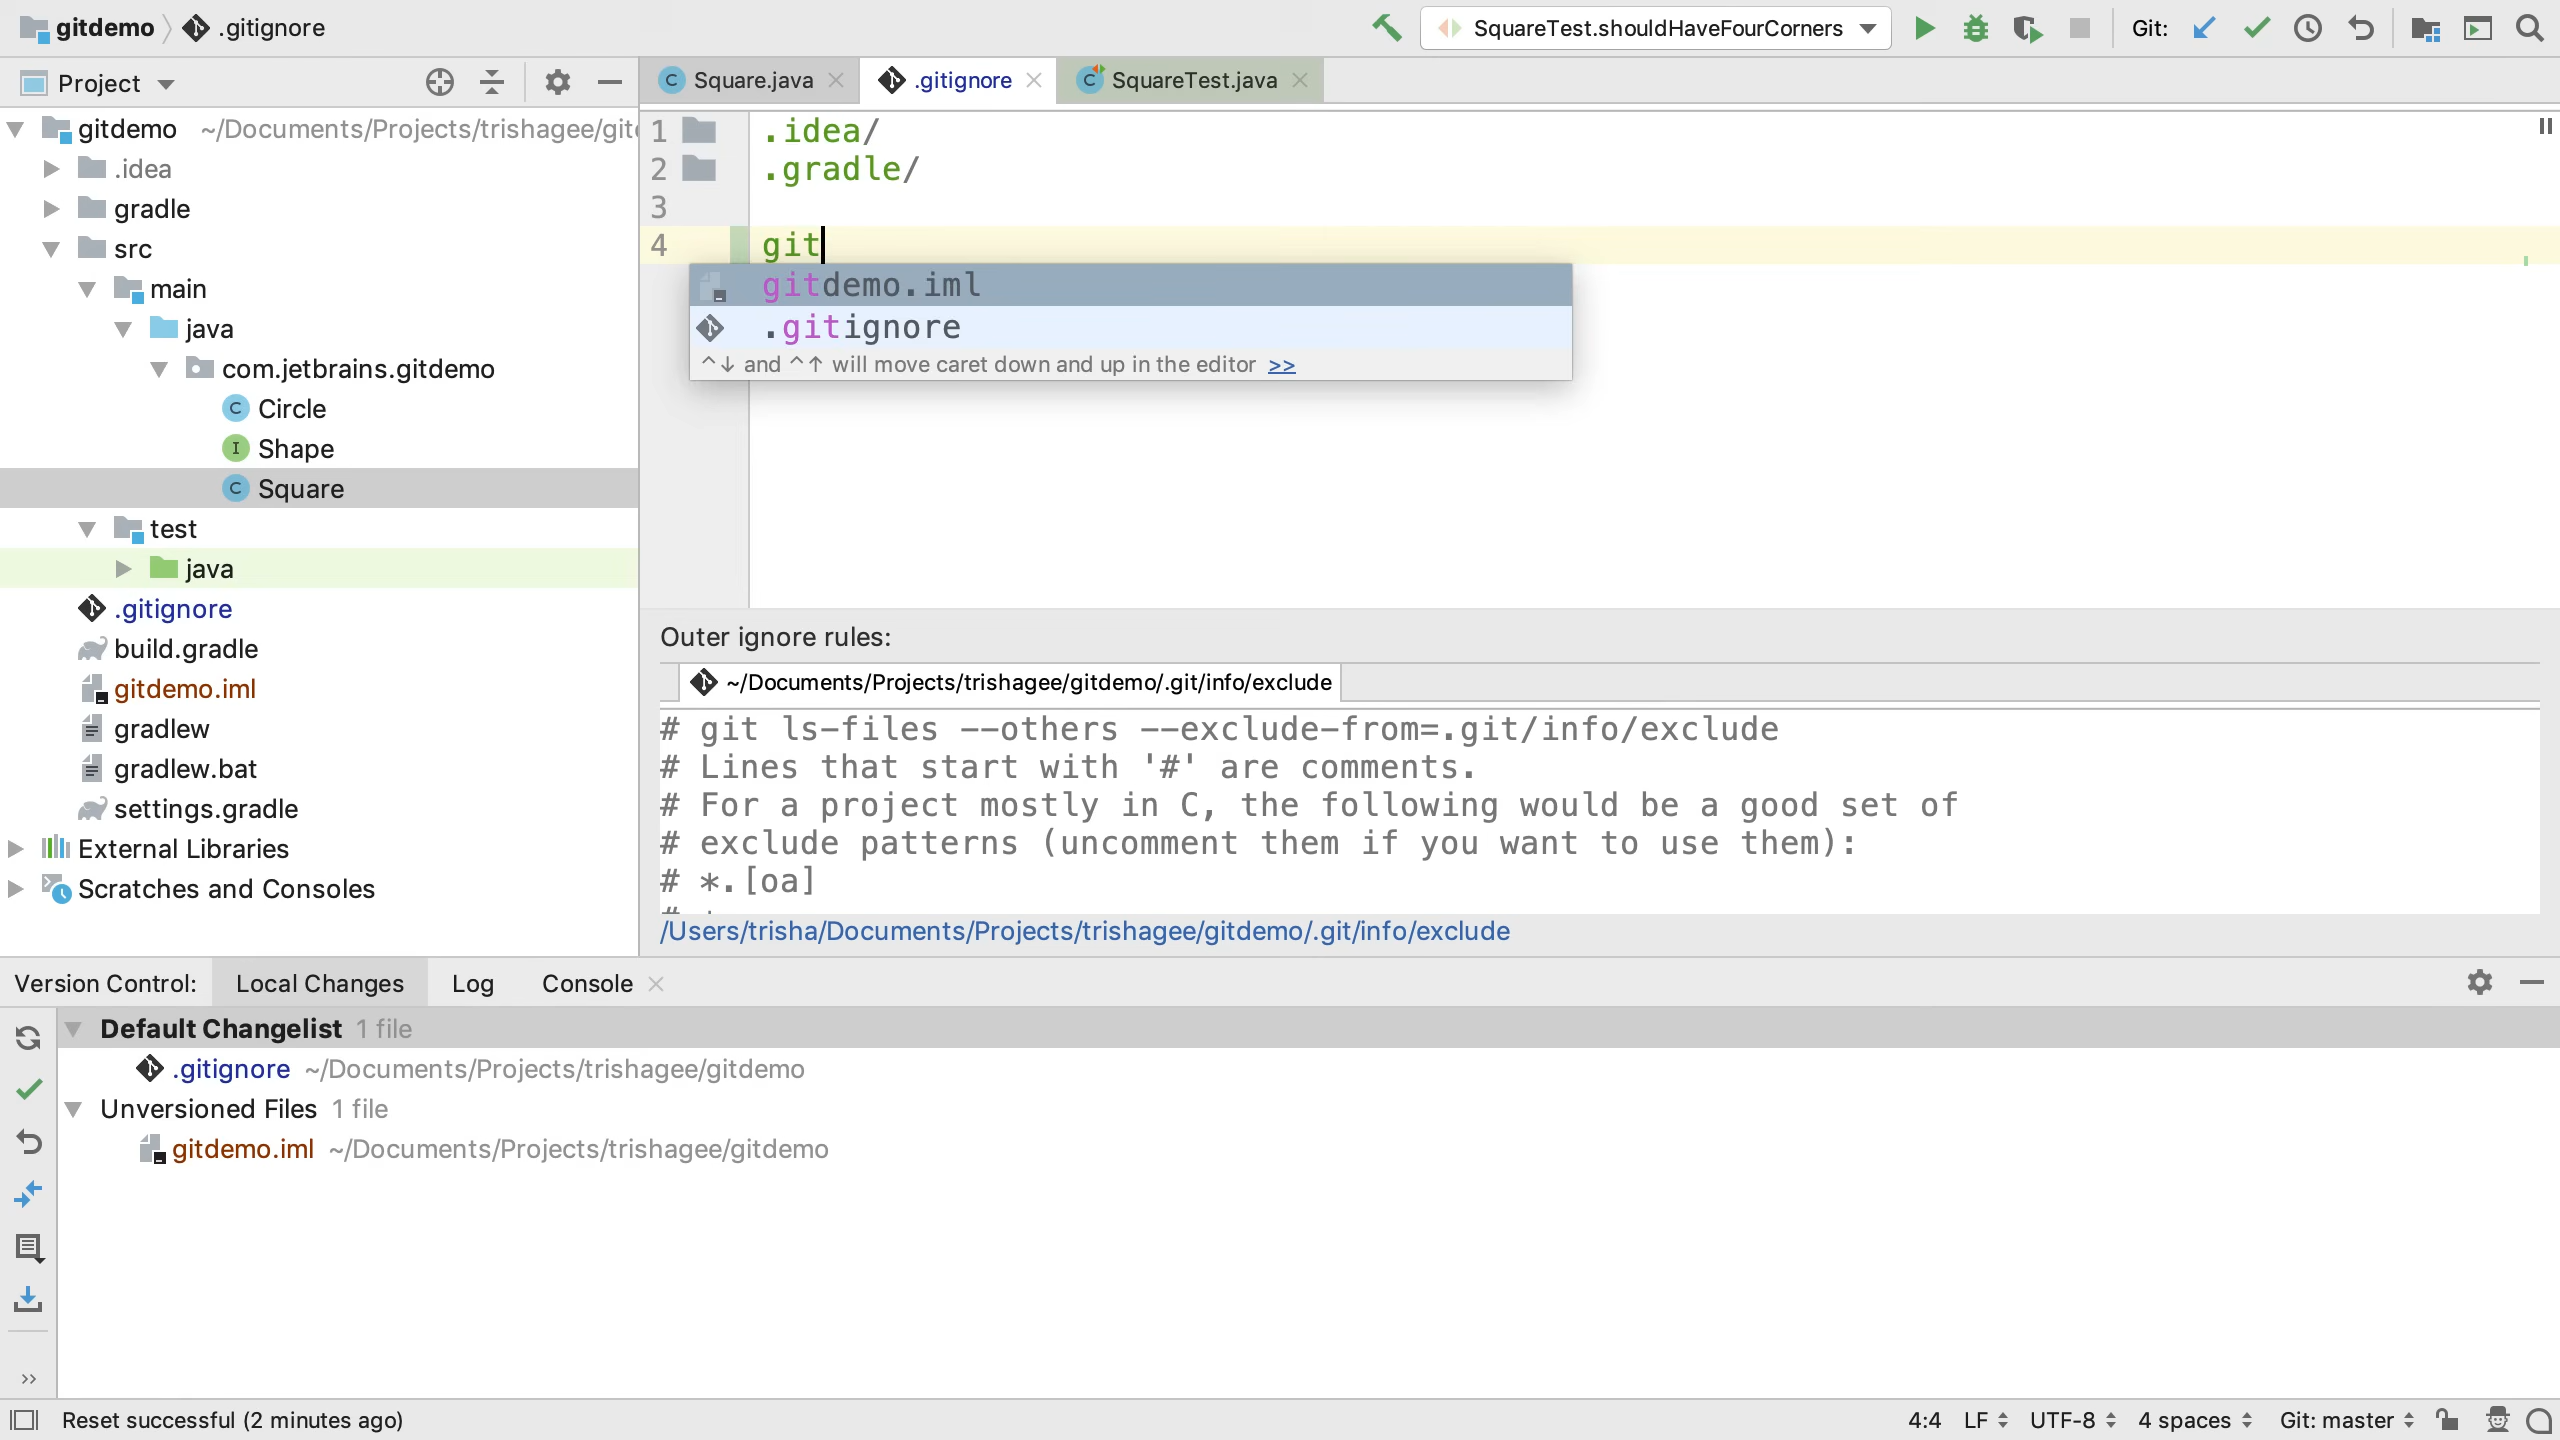 gitdemo .gitignore
SquareTest.shouldHaveFourCorners Git:
Project
Square.java .gitignore SquareTest.java
gitdemo ~/Documents/Projects/trishagee/git
.idea
gradle
src
main
java
com.jetbrains.gitdemo
Circle
Shape
Square
test
java
.gitignore
build.gradle
gitdemo.iml
gradlew
gradlew.bat
settings.gradle
External Libraries
Scratches and Consoles
1 .idea/
2 .gradle/
3
4 git
gitdemo.iml
.gitignore
^↓ and ^↑ will move caret down and up in the editor >>
Outer ignore rules:
~/Documents/Projects/trishagee/gitdemo/.git/info/exclude
# git ls-files --others --exclude-from=.git/info/exclude
# Lines that start with '#' are comments.
# For a project mostly in C, the following would be a good set of
# exclude patterns (uncomment them if you want to use them):
# *.[oa]
/Users/trisha/Documents/Projects/trishagee/gitdemo/.git/info/exclude
Version Control: Local Changes Log Console
Default Changelist 1 file
.gitignore ~/Documents/Projects/trishagee/gitdemo
Unversioned Files 1 file
gitdemo.iml ~/Documents/Projects/trishagee/gitdemo
Reset successful (2 minutes ago) 4:4 LF UTF-8 4 spaces Git: master